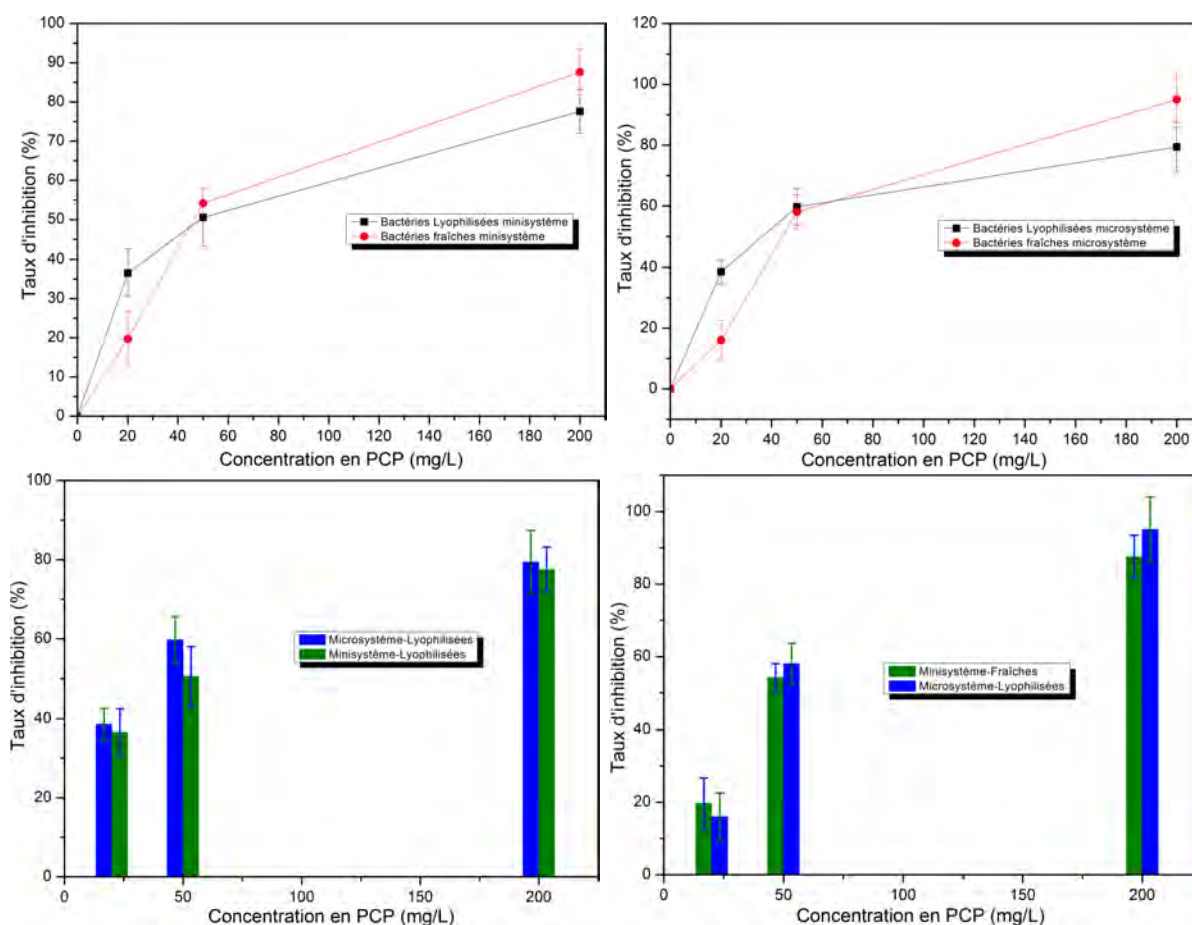 100
90
80
70
60
50
40
30
20
10
0
Taux d'inhibition (%)
Bactéries Lyophilisées minisystème
Bactéries fraîches minisystème
0 20 40 60 80 100 120 140 160 180 200
Concentration en PCP (mg/L)
120
100
80
60
40
20
0
Taux d'inhibition (%)
Bactéries Lyophilisées microsystème
Bactéries fraîches microsystème
0 20 40 60 80 100 120 140 160 180 200
Concentration en PCP (mg/L)
100
80
60
40
20
0
Taux d'inhibition (%)
Microsystème-Lyophilisées
Minisystème-Lyophilisées
0 50 100 150 200
Concentration en PCP (mg/L)
100
80
60
40
20
0
Taux d'inhibition (%)
Minisystème-Fraîches
Microsystème-Lyophilisées
0 50 100 150 200
Concentration en PCP (mg/L)